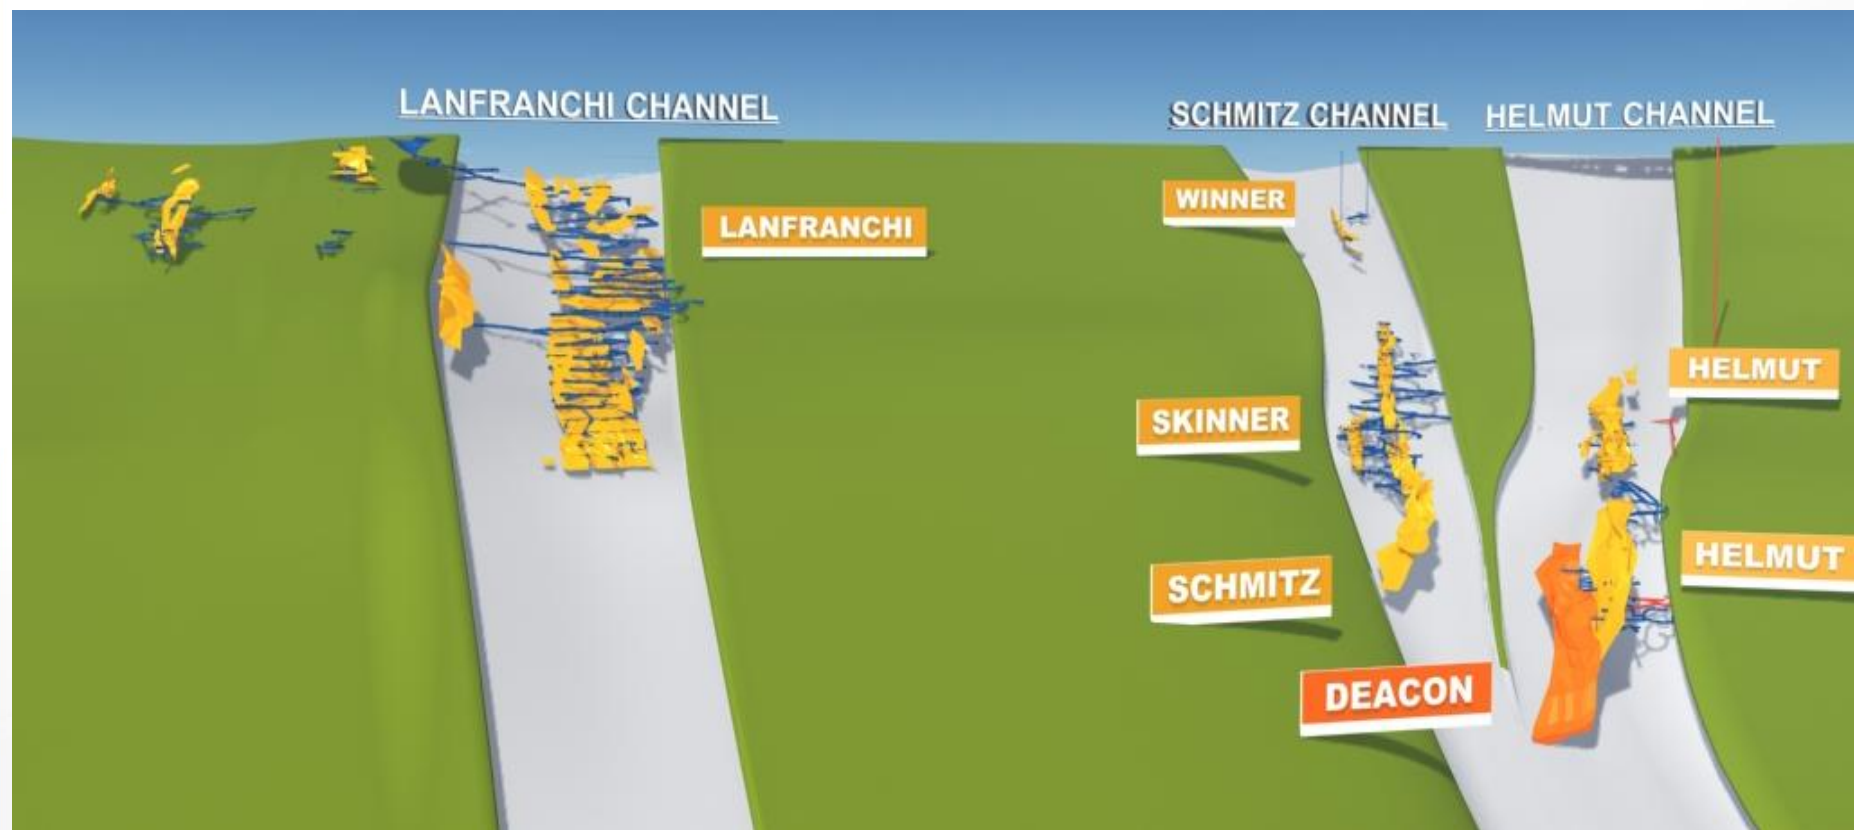 LANFRANCHI CHANNEL
SCHMITZ CHANNEL
HELMUT CHANNEL
WINNER
LANFRANCHI
HELMUT
SKINNER
HELMUT
SCHMITZ
DEACON